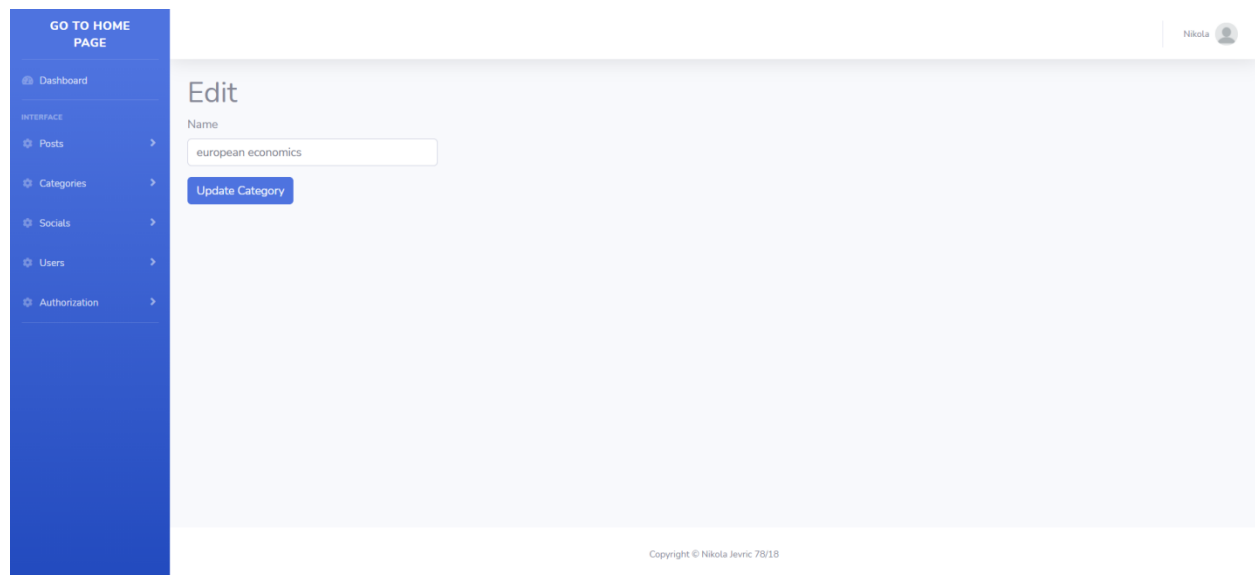 GO TO HOME
PAGE
Nikola
Dashboard
INTERFACE
Posts
Categories
Socials
Users
Authorization
Edit
Name
european economics
Update Category
Copyright © Nikola Jevric 78/18